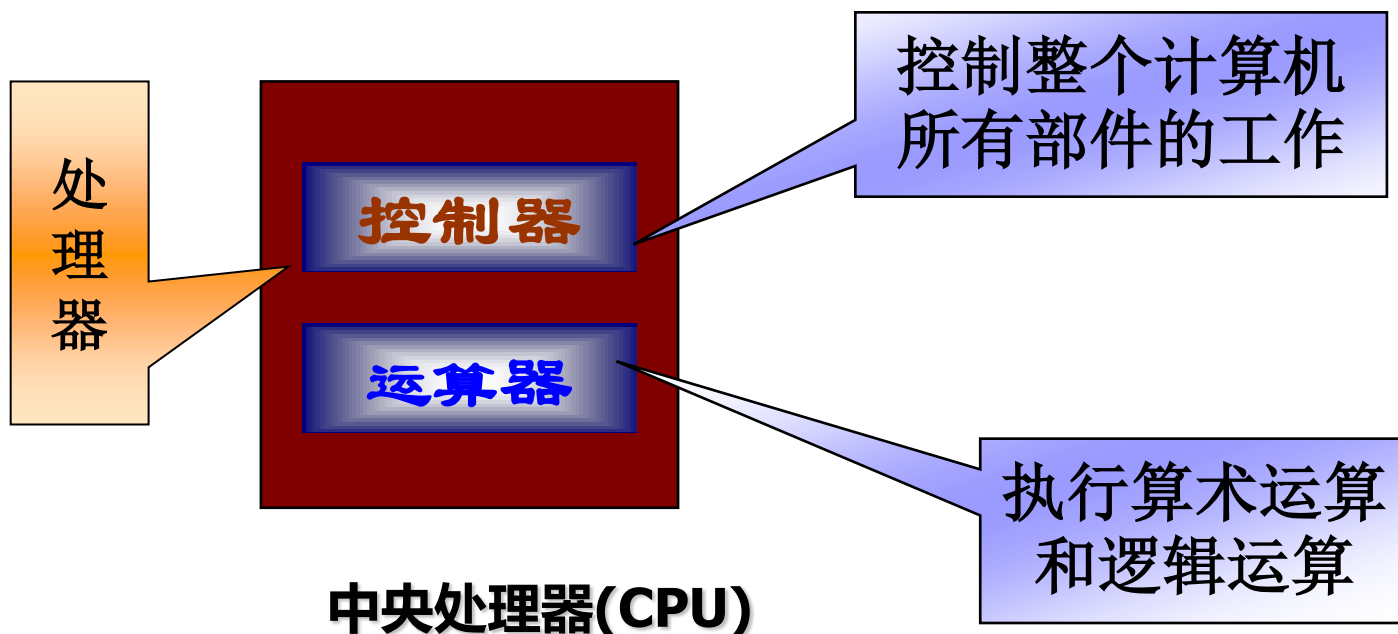 处
理
器
控制器
运算器
控制整个计算机
所有部件的工作
执行算术运算
和逻辑运算
中央处理器(CPU)